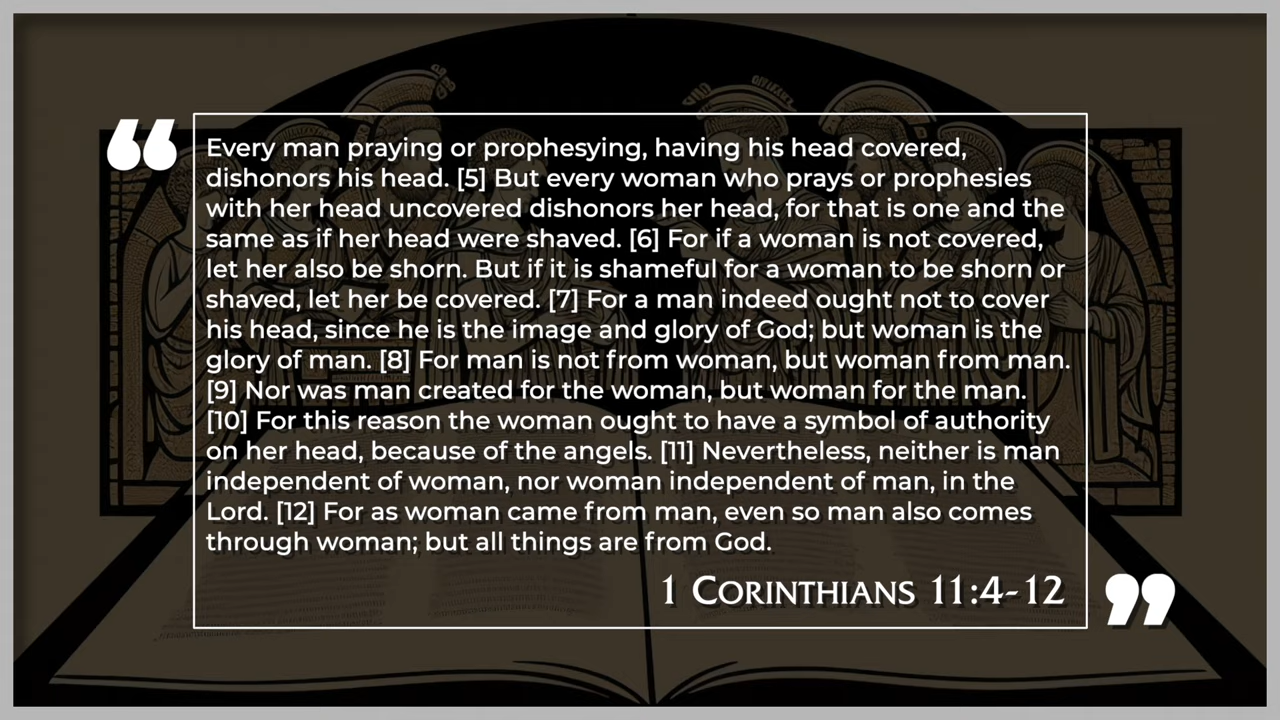 “
Every man praying or prophesying, having his head covered,
dishonors his head. [5] But every woman who prays or prophesies
with her head uncovered dishonors her head, for that is one and the
same as if her head were shaved. [6] For if a woman is not covered,
let her also be shorn. But if it is shameful for a woman to be shorn or
shaved, let her be covered. [7] For a man indeed ought not to cover
his head, since he is the image and glory of God; but woman is the
glory of man. [8] For man is not from woman, but woman from man.
[9] Nor was man created for the woman, but woman for the man.
[10] For this reason the woman ought to have a symbol of authority
on her head, because of the angels. [11] Nevertheless, neither is man
independent of woman, nor woman independent of man, in the
Lord. [12] For as woman came from man, even so man also comes
through woman; but all things are from God.
1 Corinthians 11:4-12
”